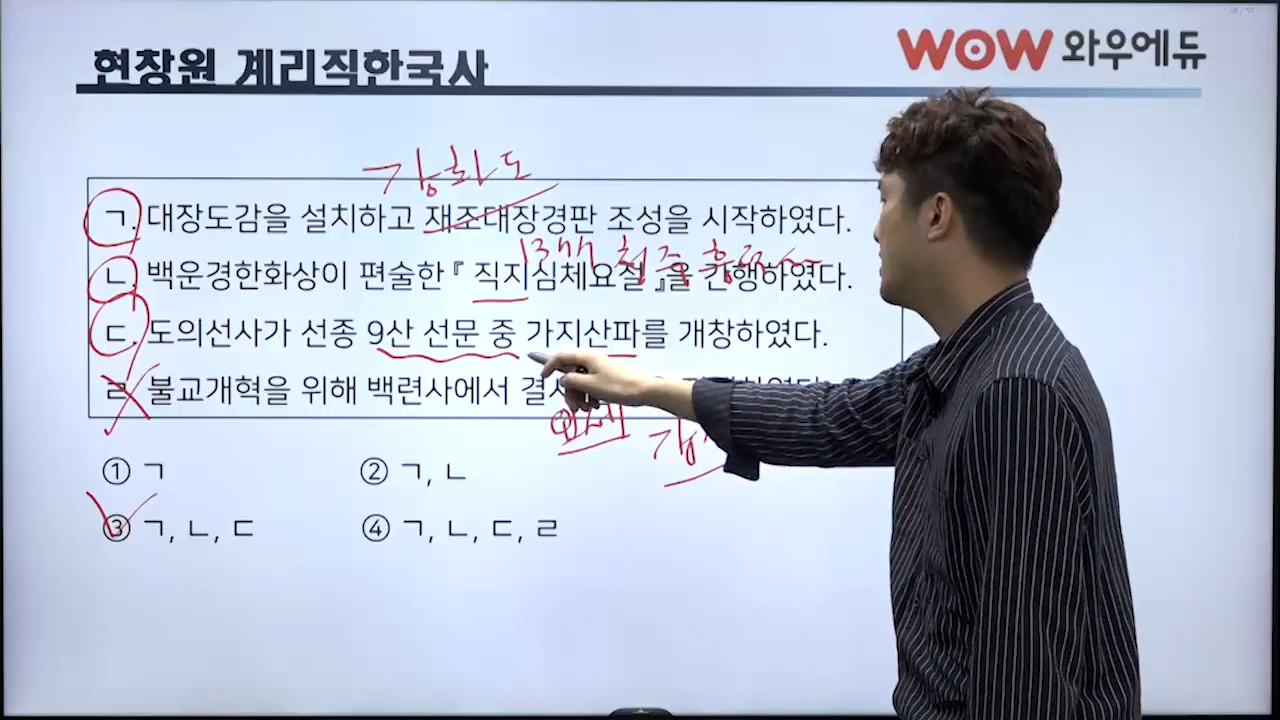 현창원 계리직한국사
WOW 와우에듀
강화도
ㄱ. 대장도감을 설치하고 재조대장경판 조성을 시작하였다.
1377 청주 흥덕사
ㄴ. 백운경한화상이 편술한 『직지심체요절』을 간행하였다.
ㄷ. 도의선사가 선종 9산 선문 중 가지산파를 개창하였다.
ㄹ. 불교개혁을 위해 백련사에서 결사
요세
① ㄱ
② ㄱ, ㄴ
③ ㄱ, ㄴ, ㄷ
④ ㄱ, ㄴ, ㄷ, ㄹ